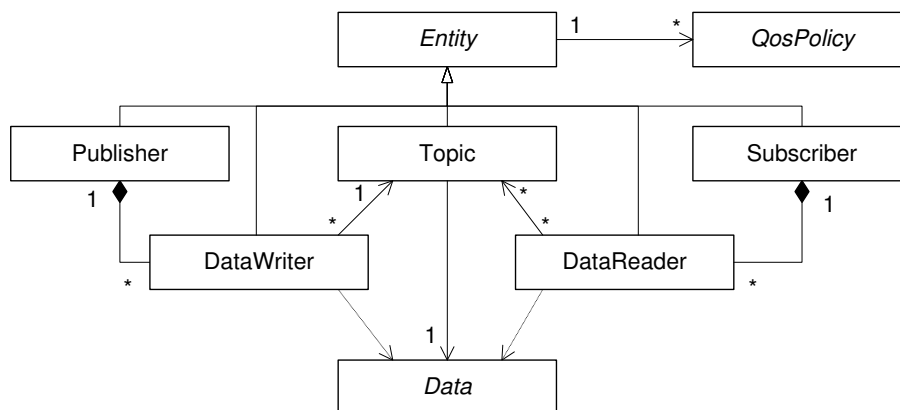 Entity
1
*
QosPolicy
Publisher
Topic
Subscriber
1
1
*
1
*
*
DataWriter
DataReader
*
*
1
Data